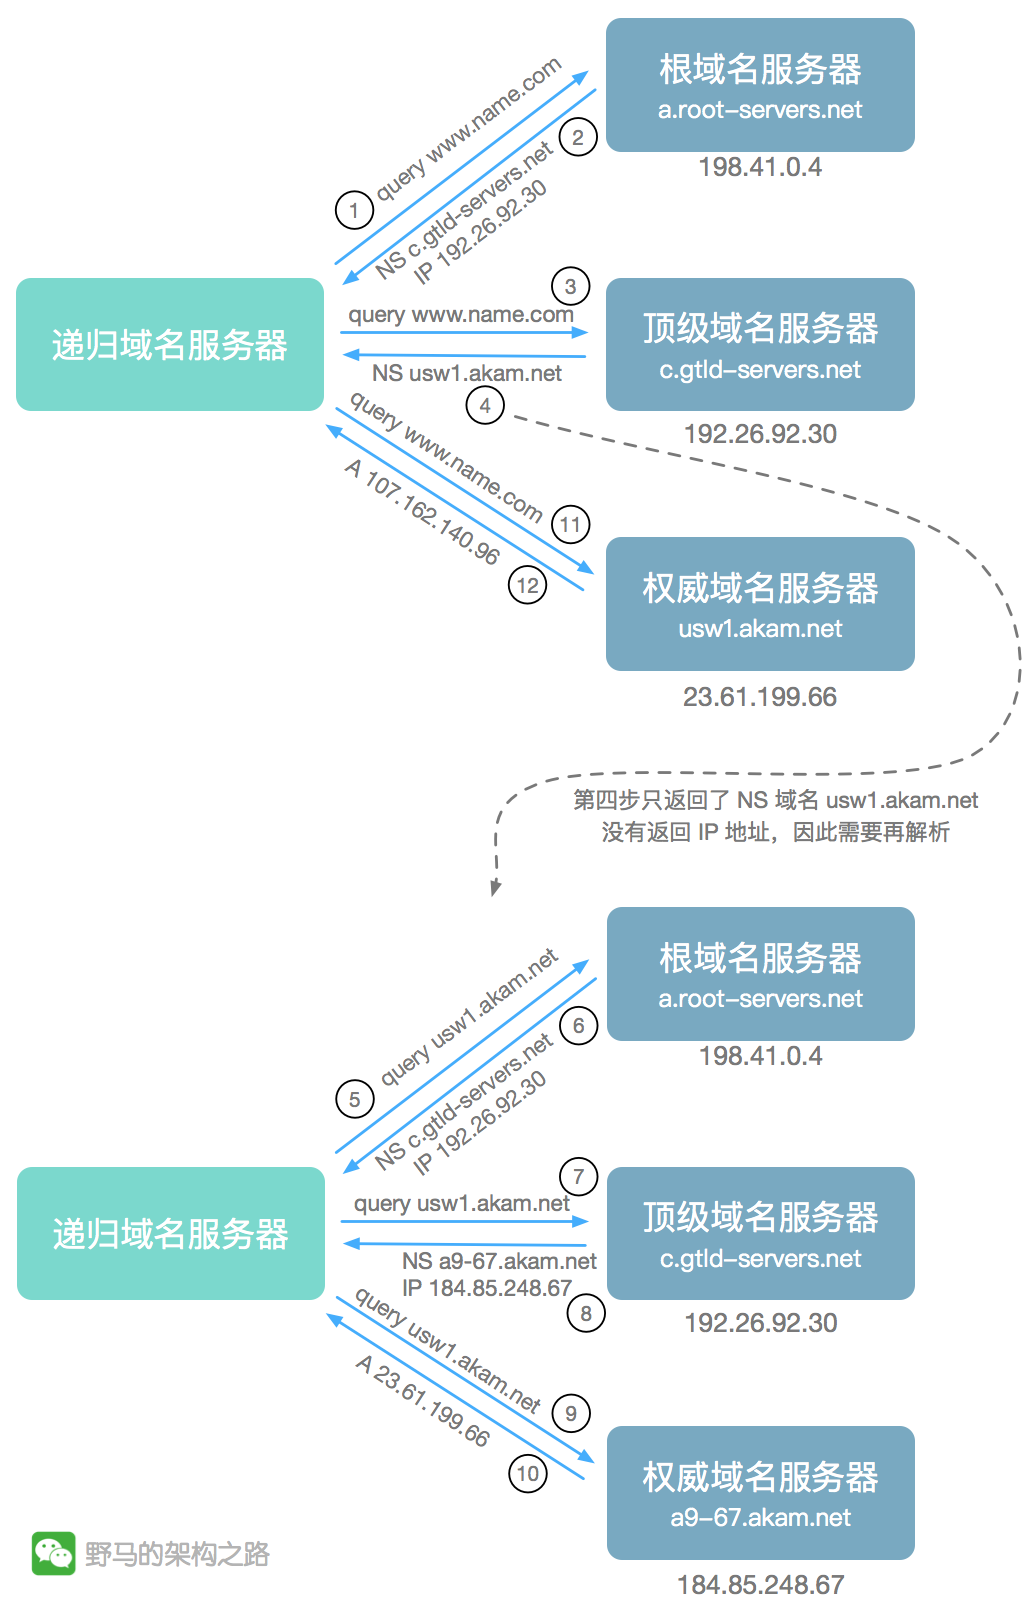 根域名服务器
a.root-servers.net
198.41.0.4
query www.name.com
1
2
NS c.gtld-servers.net
IP 192.26.92.30
递归域名服务器
3
query www.name.com
NS usw1.akam.net
4
顶级域名服务器
c.gtld-servers.net
192.26.92.30
query www.name.com
11
A 107.162.140.96
12
权威域名服务器
usw1.akam.net
23.61.199.66
第四步只返回了 NS 域名 usw1.akam.net
没有返回 IP 地址，因此需要再解析
根域名服务器
a.root-servers.net
198.41.0.4
query usw1.akam.net
5
6
NS c.gtld-servers.net
IP 192.26.92.30
递归域名服务器
7
query usw1.akam.net
NS a9-67.akam.net
IP 184.85.248.67
8
顶级域名服务器
c.gtld-servers.net
192.26.92.30
query usw1.akam.net
9
A 23.61.199.66
10
权威域名服务器
a9-67.akam.net
184.85.248.67
野马的架构之路